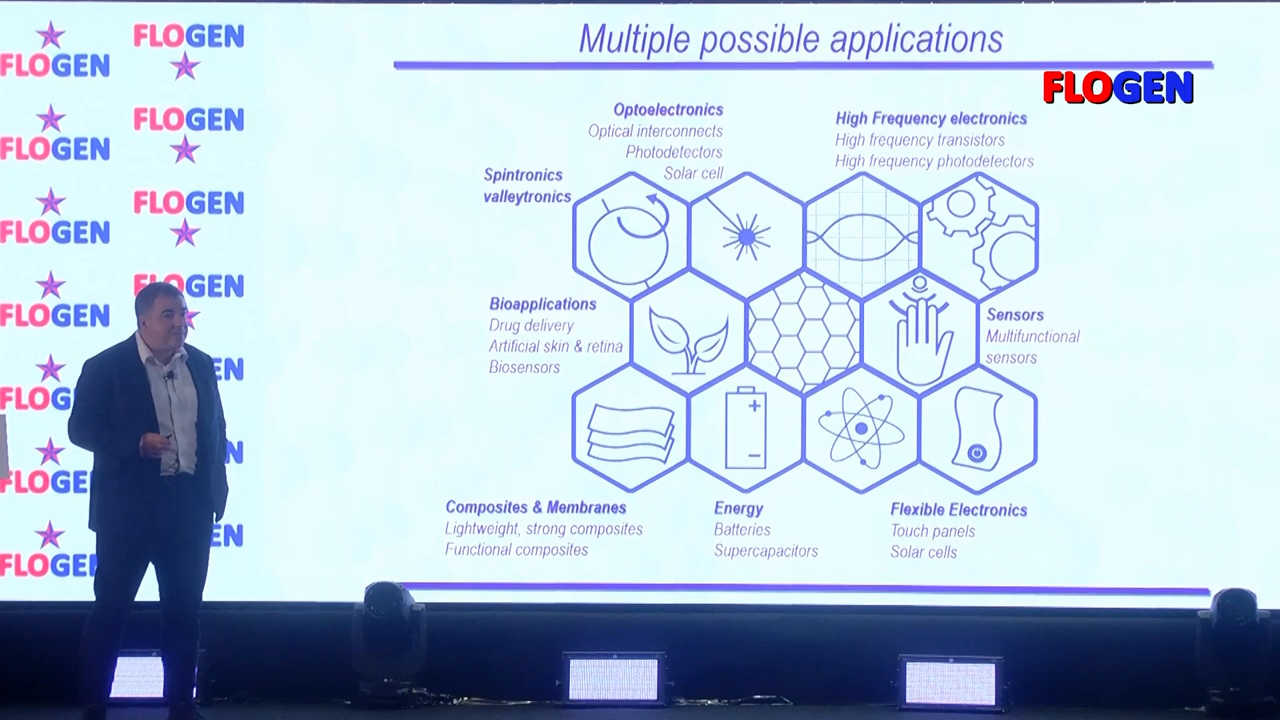 FLOGEN
FLOGEN
FLOGEN
FLOGEN
FLOGEN
FLOGEN
FLOGEN
FLOGEN
Multiple possible applications
FLOGEN
Optoelectronics
Optical interconnects
Photodetectors
Solar cell
High Frequency electronics
High frequency transistors
High frequency photodetectors
Spintronics
valleytronics
Bioapplications
Drug delivery
Artificial skin & retina
Biosensors
Sensors
Multifunctional
sensors
Composites & Membranes
Lightweight, strong composites
Functional composites
Energy
Batteries
Supercapacitors
Flexible Electronics
Touch panels
Solar cells